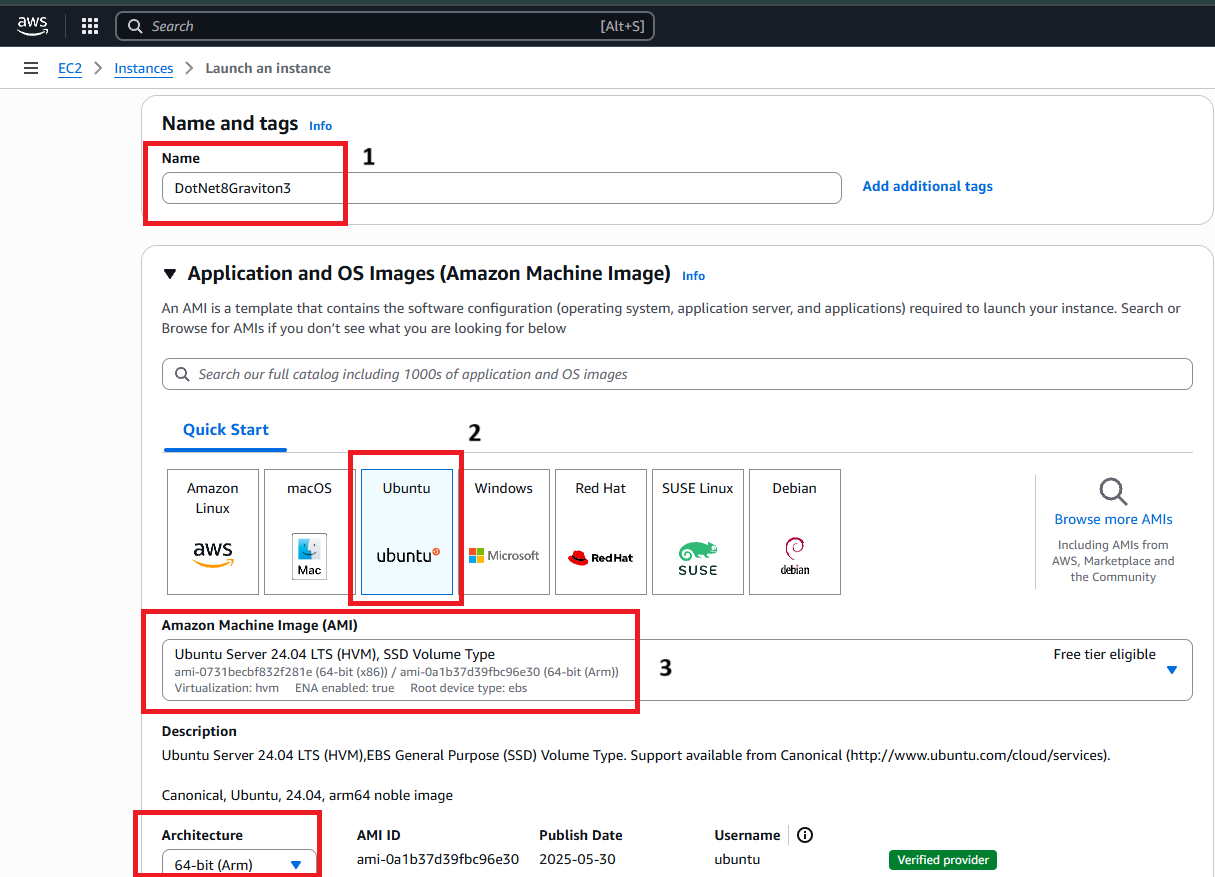 aws
Search
[Alt+S]
EC2
Instances
Launch an instance
Name and tags Info
Name
1
DotNet8Graviton3
Add additional tags
Application and OS Images (Amazon Machine Image) Info
An AMI is a template that contains the software configuration (operating system, application server, and applications) required to launch your instance. Search or
Browse for AMIs if you don't see what you are looking for below
Search our full catalog including 1000s of application and OS images
Quick Start
2
Amazon
Linux
aws
macOS
Mac
Ubuntu
ubuntu
Windows
Microsoft
Red Hat
RedHat
SUSE Linux
SUSE
Debian
debian
Browse more AMIs
Including AMIs from
AWS, Marketplace and
the Community
Amazon Machine Image (AMI)
Ubuntu Server 24.04 LTS (HVM), SSD Volume Type
Free tier eligible
ami-0731becbf832f281e (64-bit (x86)) / ami-0a1b37d39fbc96e30 (64-bit (Arm))
Virtualization: hvm ENA enabled: true Root device type: ebs
3
Description
Ubuntu Server 24.04 LTS (HVM),EBS General Purpose (SSD) Volume Type. Support available from Canonical (http://www.ubuntu.com/cloud/services).
Canonical, Ubuntu, 24.04, arm64 noble image
Architecture
64-bit (Arm)
AMI ID
ami-0a1b37d39fbc96e30
Publish Date
2025-05-30
Username
ubuntu
Verified provider